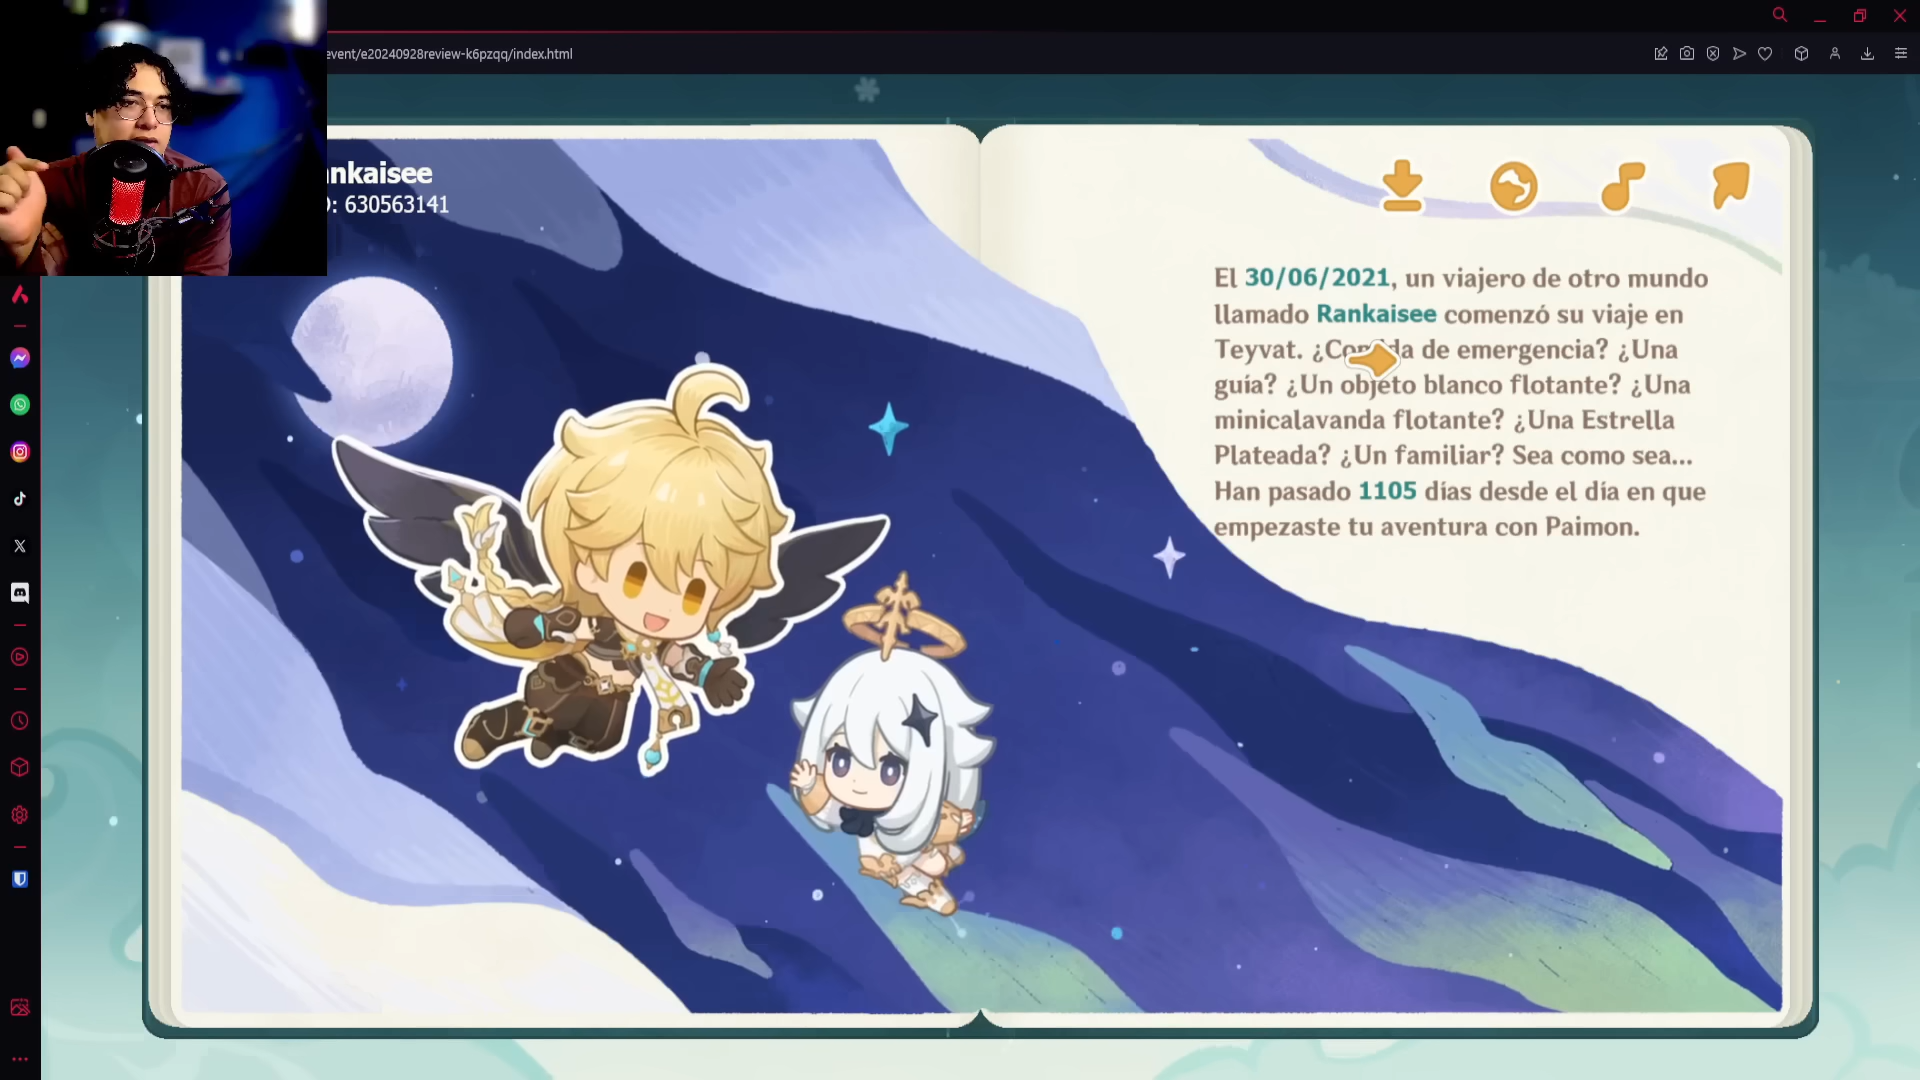 event/e20240928review-k6pzqq/index.html
nkaisee
: 630563141
El 30/06/2021, un viajero de otro mundo
llamado Rankaisee comenzó su viaje en
Teyvat. ¿Comida de emergencia? ¿Una
guía? ¿Un objeto blanco flotante? ¿Una
minicalavanda flotante? ¿Una Estrella
Plateada? ¿Un familiar? Sea como sea...
Han pasado 1105 días desde el día en que
empezaste tu aventura con Paimon.